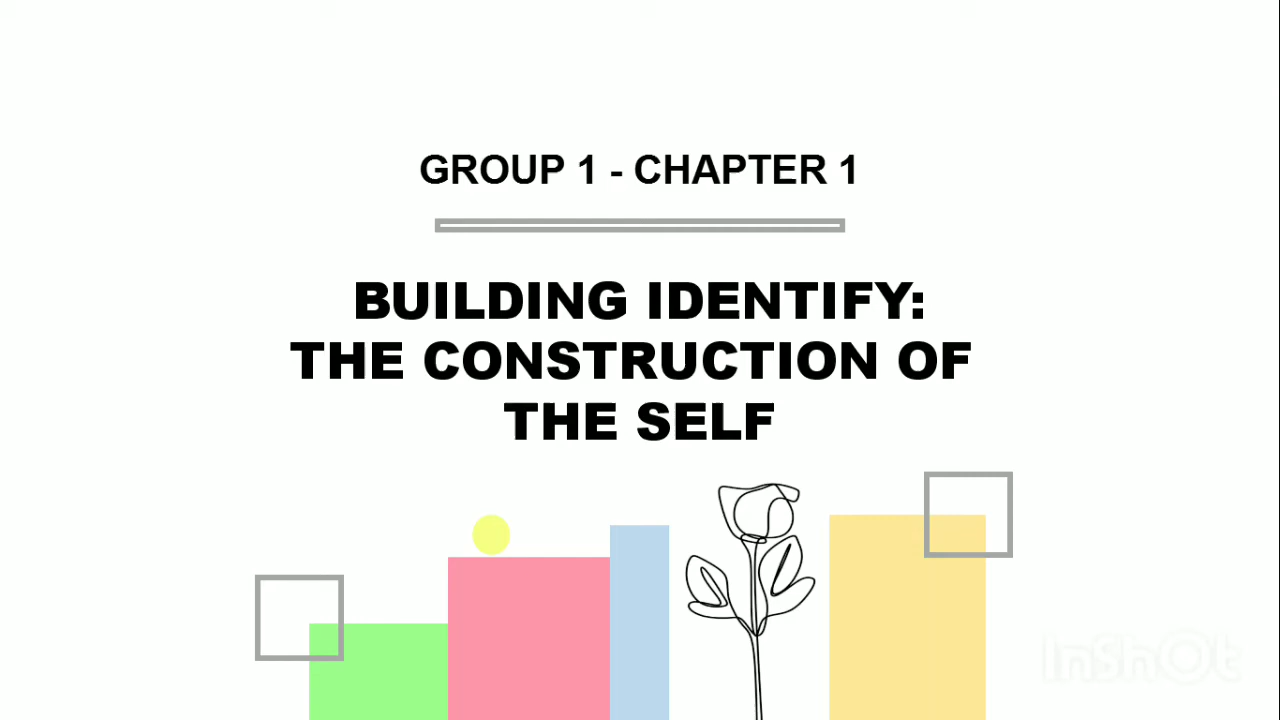 GROUP 1 - CHAPTER 1
BUILDING IDENTIFY:
THE CONSTRUCTION OF
THE SELF
InShOt